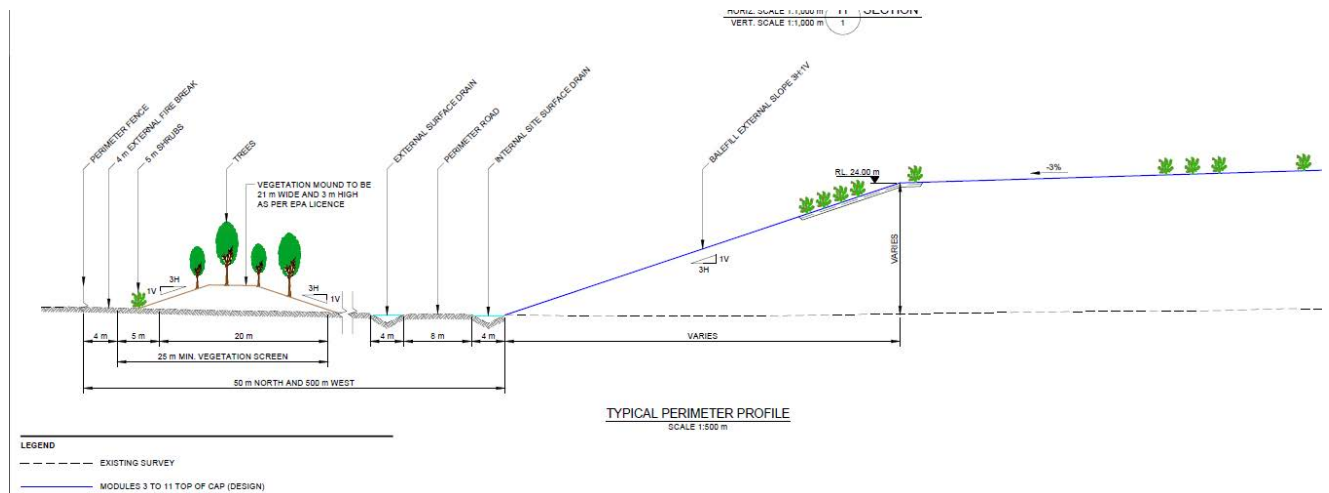 HORIZ. SCALE 1:1,000 m
SECTION
VERT. SCALE 1:1,000 m
1
PERIMETER FENCE
4 m EXTERNAL FIRE BREAK
5 m SHRUBS
TREES
EXTERNAL SURFACE DRAIN
PERIMETER ROAD
INTERNAL SITE SURFACE DRAIN
BALEFILL EXTERNAL SLOPE 3H:1V
VEGETATION MOUND TO BE
21 m WIDE AND 3 m HIGH
AS PER EPA LICENCE
RL. 24.00 m
-3%
3H
1V
3H
1V
3H
1V
VARIES
4 m
5 m
20 m
4 m
8 m
4 m
VARIES
25 m MIN. VEGETATION SCREEN
50 m NORTH AND 500 m WEST
TYPICAL PERIMETER PROFILE
SCALE 1:500 m
LEGEND
EXISTING SURVEY
MODULES 3 TO 11 TOP OF CAP (DESIGN)